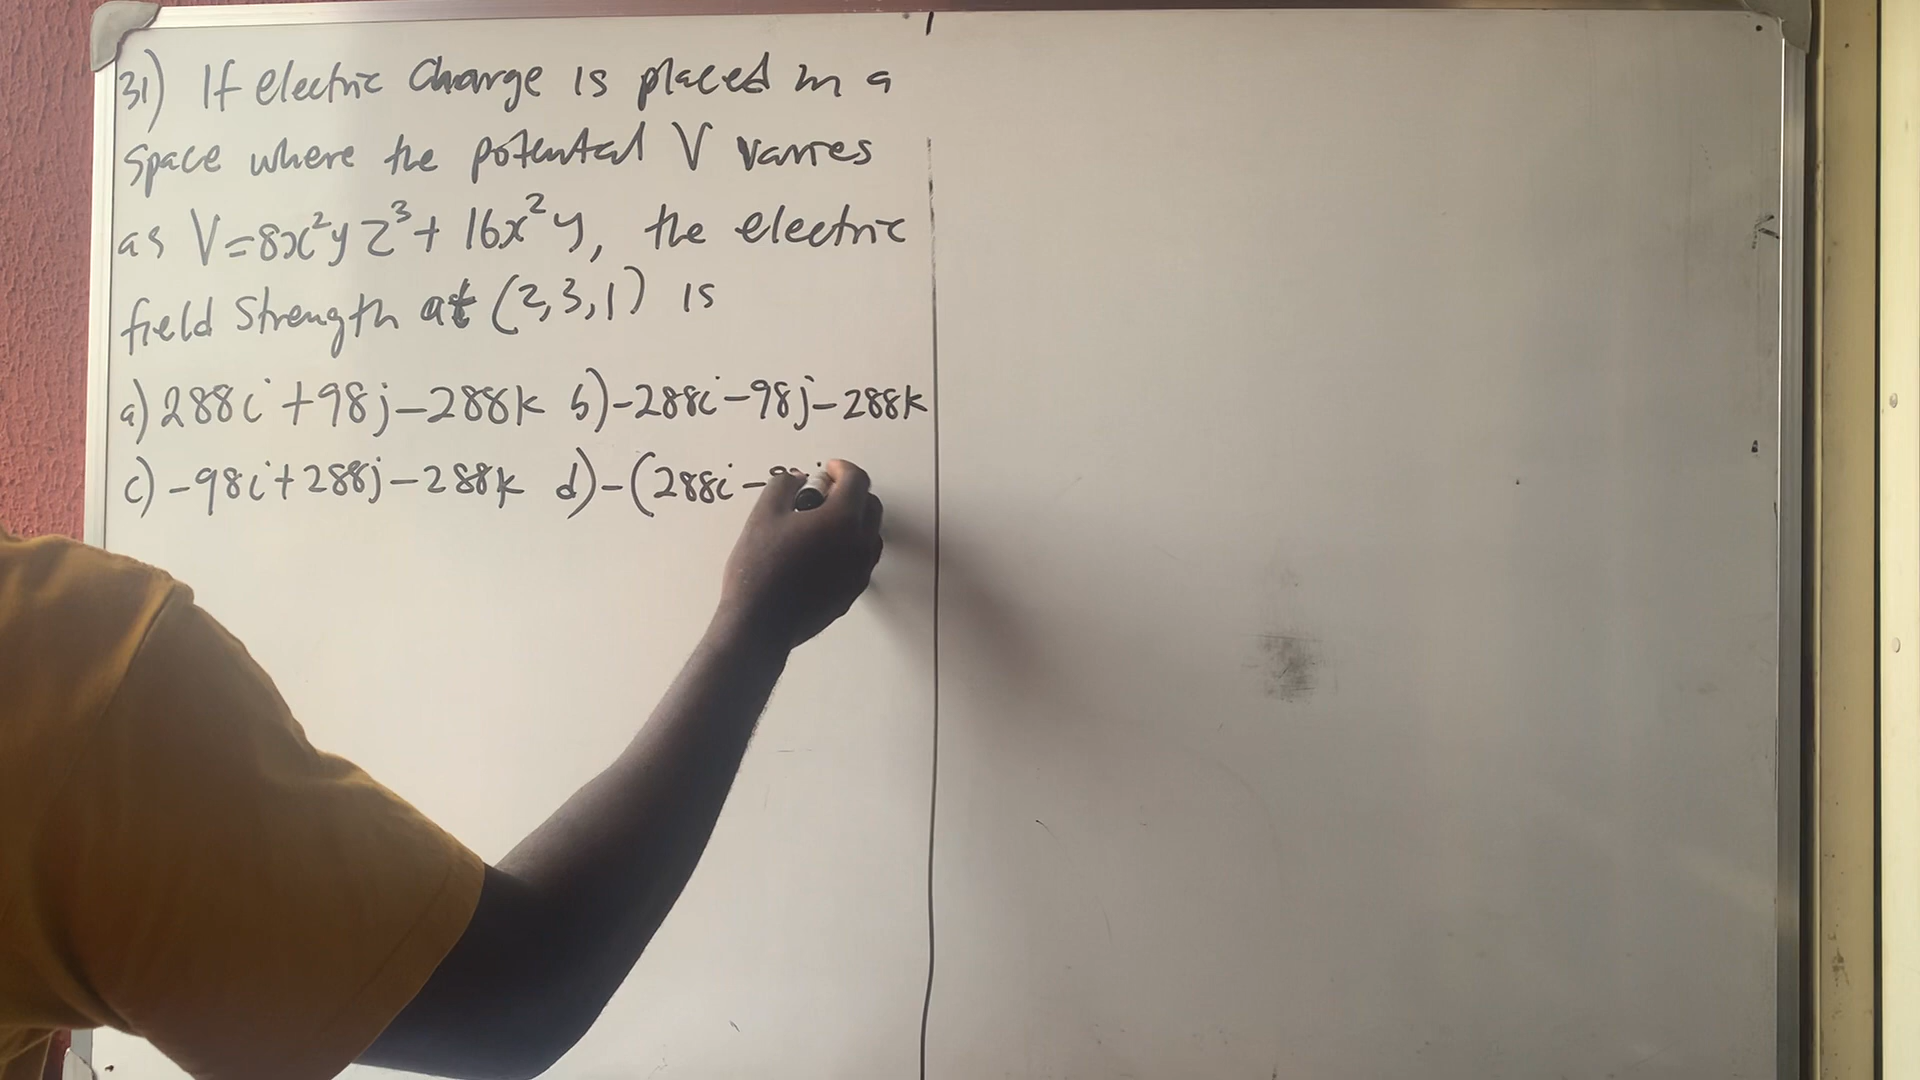 31) If electric charge is placed in a
space where the potential V varies
as V=8x²yz³+ 16x²y, the electric
field strength at (2,3,1) is
a) 288i +98j-288k b)-288i-98j-288k
c) -98i+288j-288k d)-(288i-